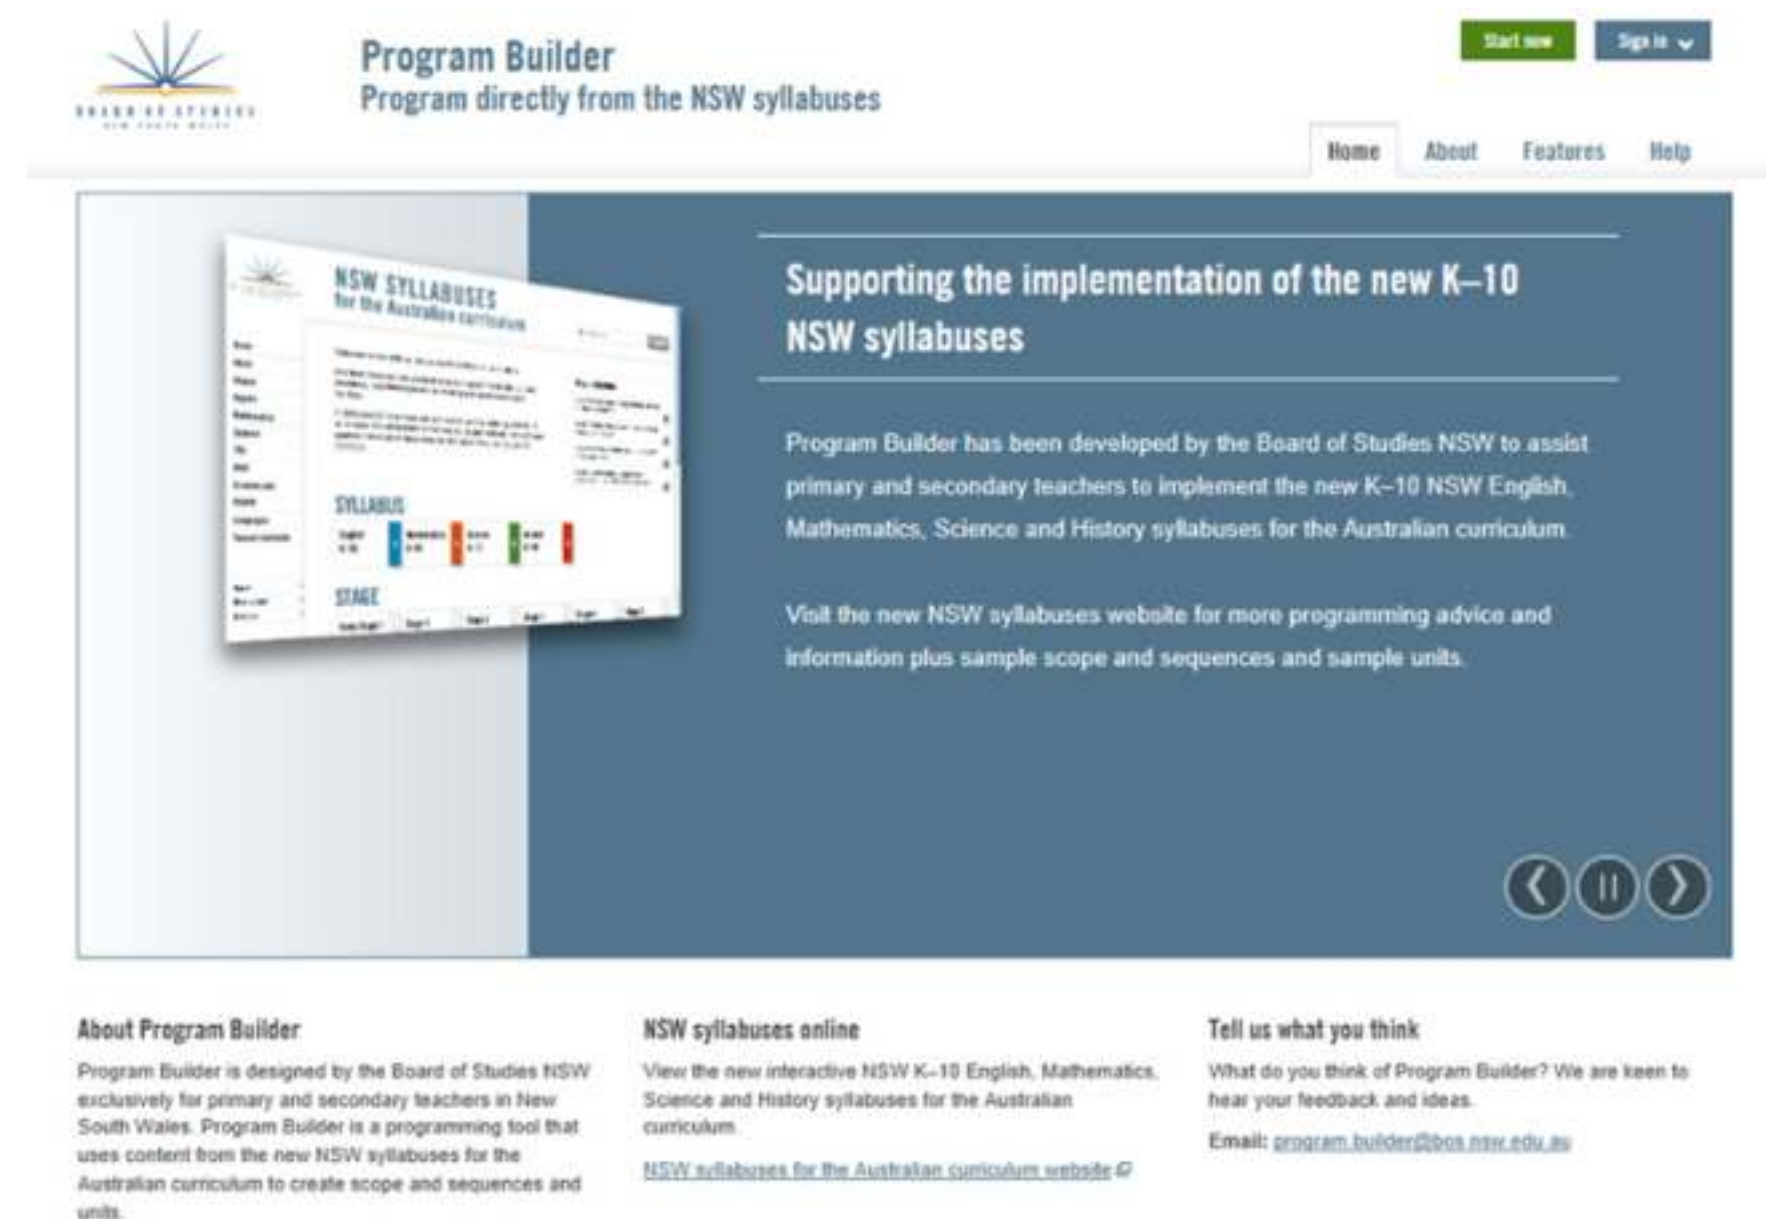 BOARD OF STUDIES
NEW SOUTH WALES
Program Builder
Program directly from the NSW syllabuses
Start now
Sign in
Home About Features Help
NSW SYLLABUSES
for the Australian curriculum
SYLLABUS
STAGE
Supporting the implementation of the new K–10
NSW syllabuses
Program Builder has been developed by the Board of Studies NSW to assist
primary and secondary teachers to implement the new K–10 NSW English,
Mathematics, Science and History syllabuses for the Australian curriculum.
Visit the new NSW syllabuses website for more programming advice and
information plus sample scope and sequences and sample units.
About Program Builder
Program Builder is designed by the Board of Studies NSW
exclusively for primary and secondary teachers in New
South Wales. Program Builder is a programming tool that
uses content from the new NSW syllabuses for the
Australian curriculum to create scope and sequences and
units.
NSW syllabuses online
View the new interactive NSW K–10 English, Mathematics,
Science and History syllabuses for the Australian
curriculum
NSW syllabuses for the Australian curriculum website
Tell us what you think
What do you think of Program Builder? We are keen to
hear your feedback and ideas.
Email: program.builder@bos.nsw.edu.au